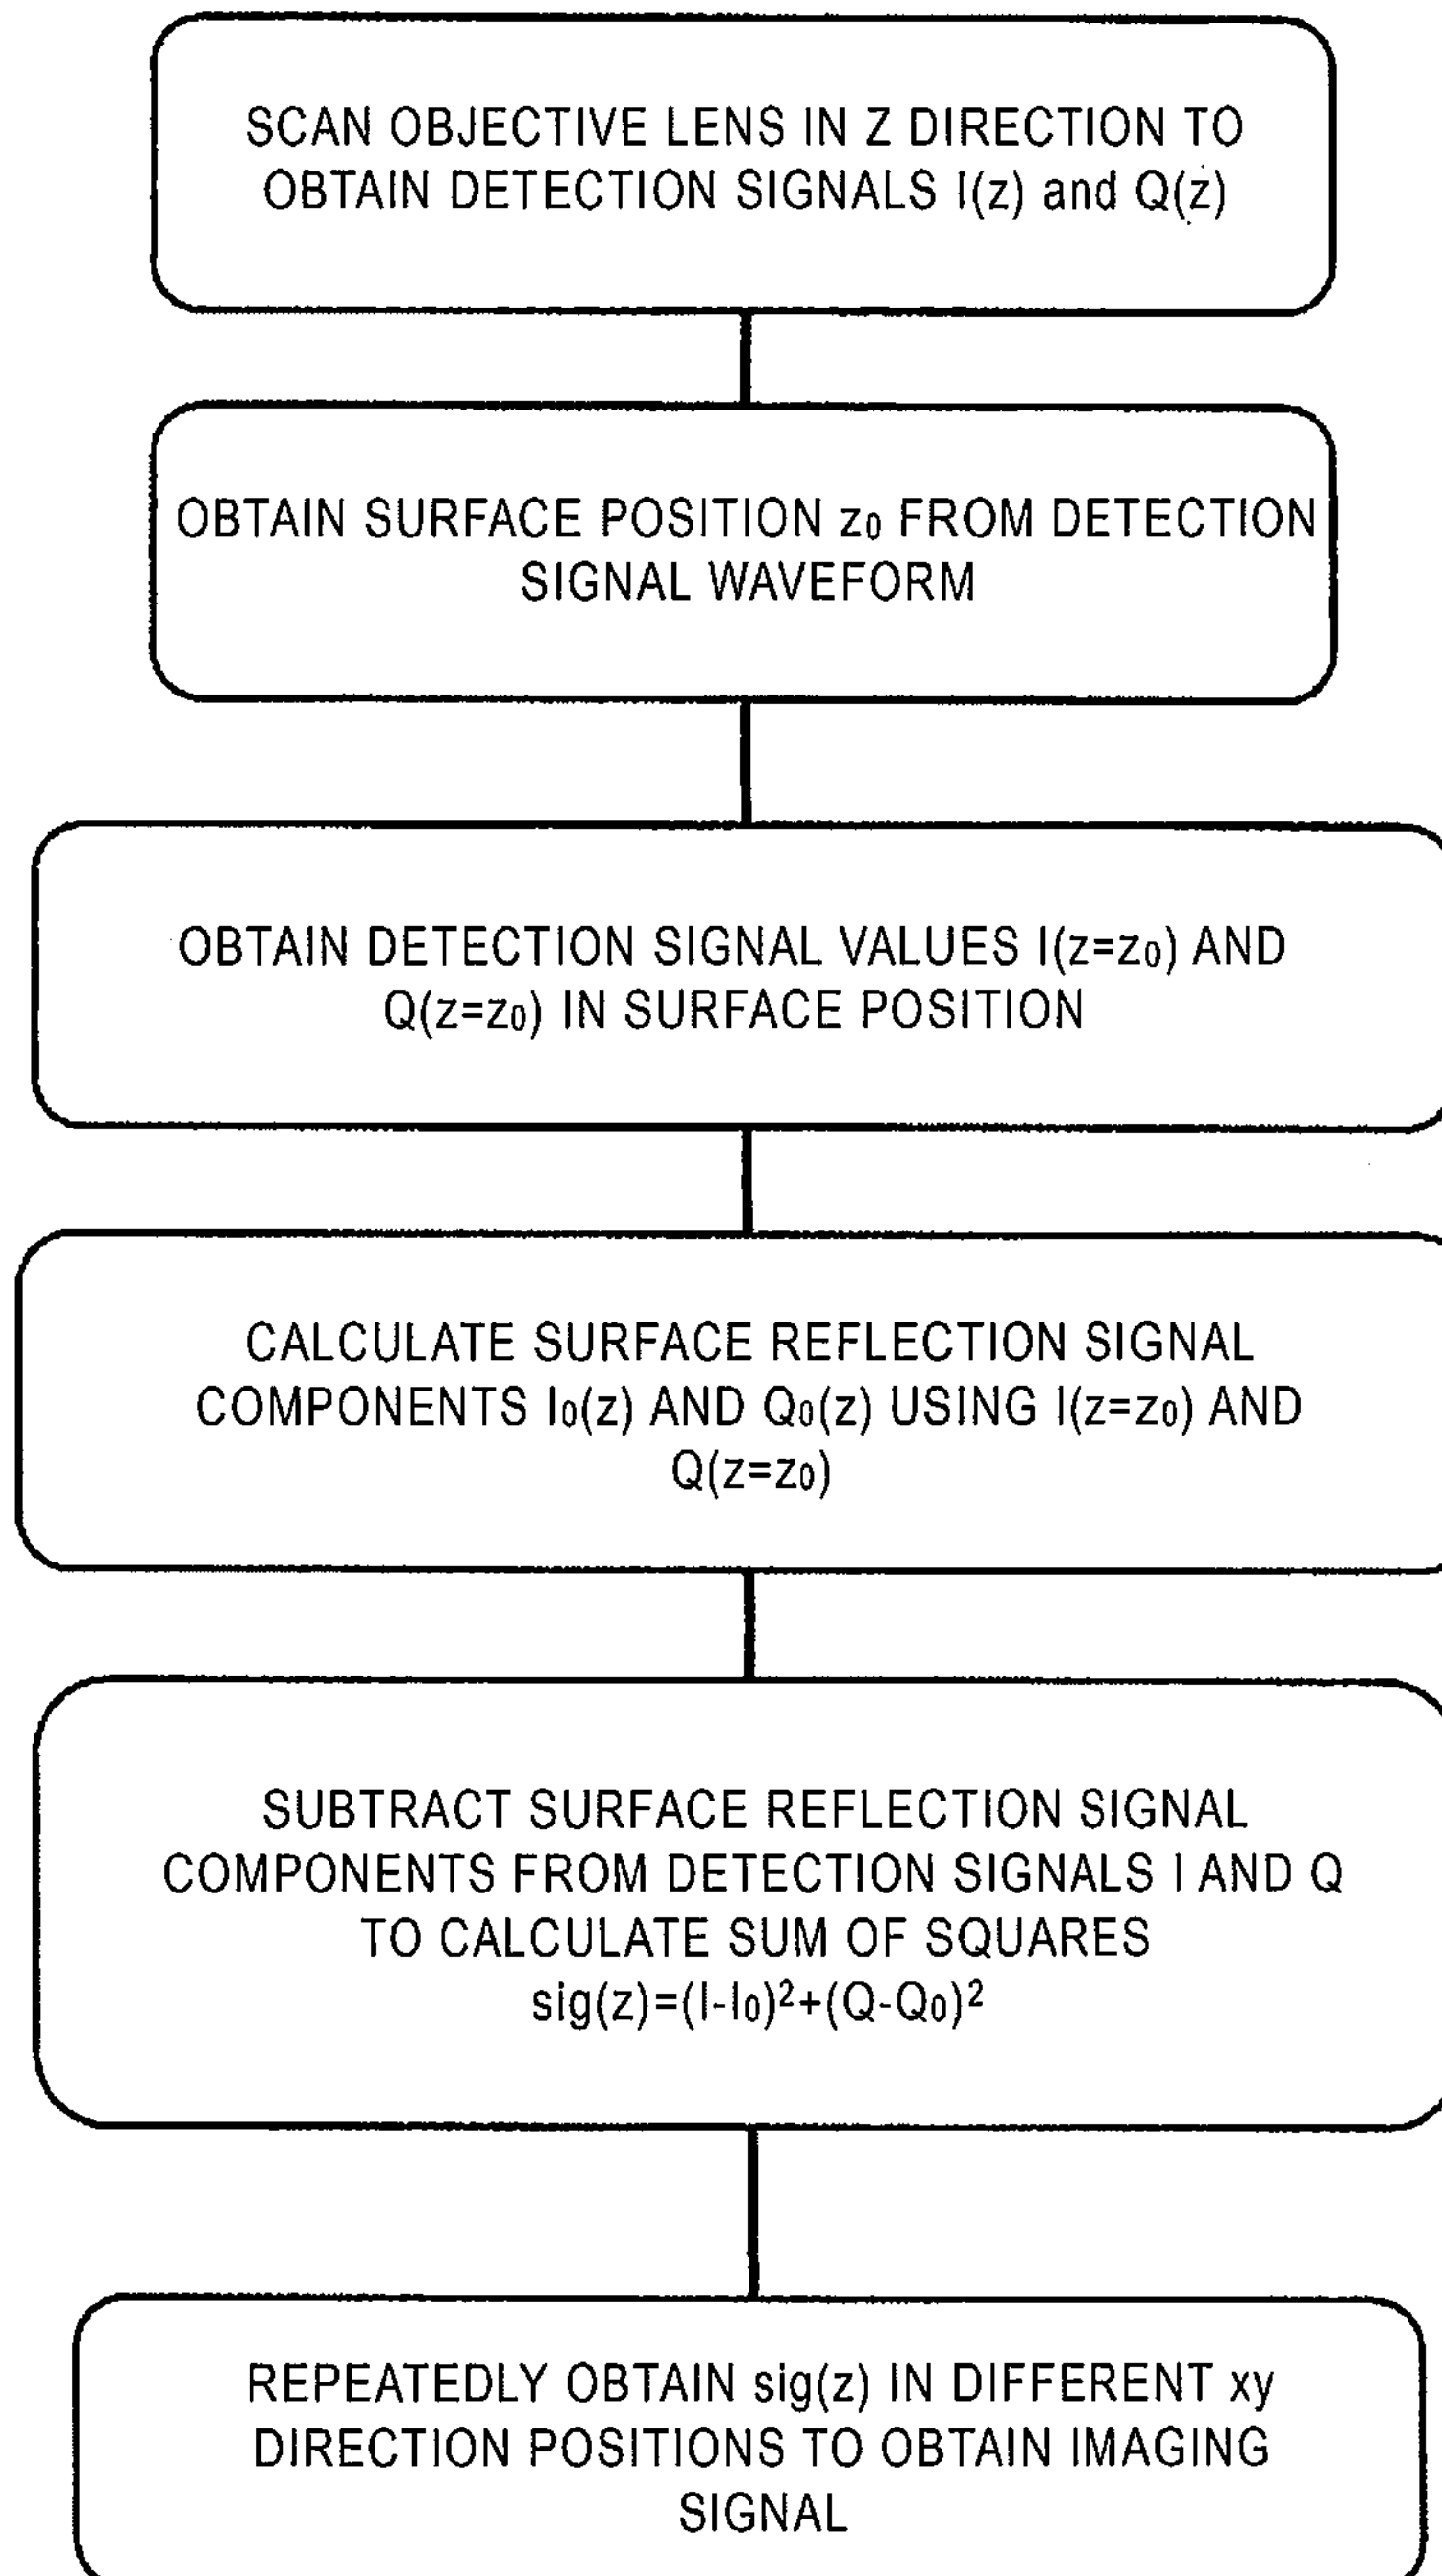 SCAN OBJECTIVE LENS IN Z DIRECTION TO
OBTAIN DETECTION SIGNALS I(z) and Q(z)
OBTAIN SURFACE POSITION z₀ FROM DETECTION
SIGNAL WAVEFORM
OBTAIN DETECTION SIGNAL VALUES I(z=z₀) AND
Q(z=z₀) IN SURFACE POSITION
CALCULATE SURFACE REFLECTION SIGNAL
COMPONENTS I₀(z) AND Q₀(z) USING I(z=z₀) AND
Q(z=z₀)
SUBTRACT SURFACE REFLECTION SIGNAL
COMPONENTS FROM DETECTION SIGNALS I AND Q
TO CALCULATE SUM OF SQUARES
sig(z)=(I-I₀)²+(Q-Q₀)²
REPEATEDLY OBTAIN sig(z) IN DIFFERENT xy
DIRECTION POSITIONS TO OBTAIN IMAGING
SIGNAL